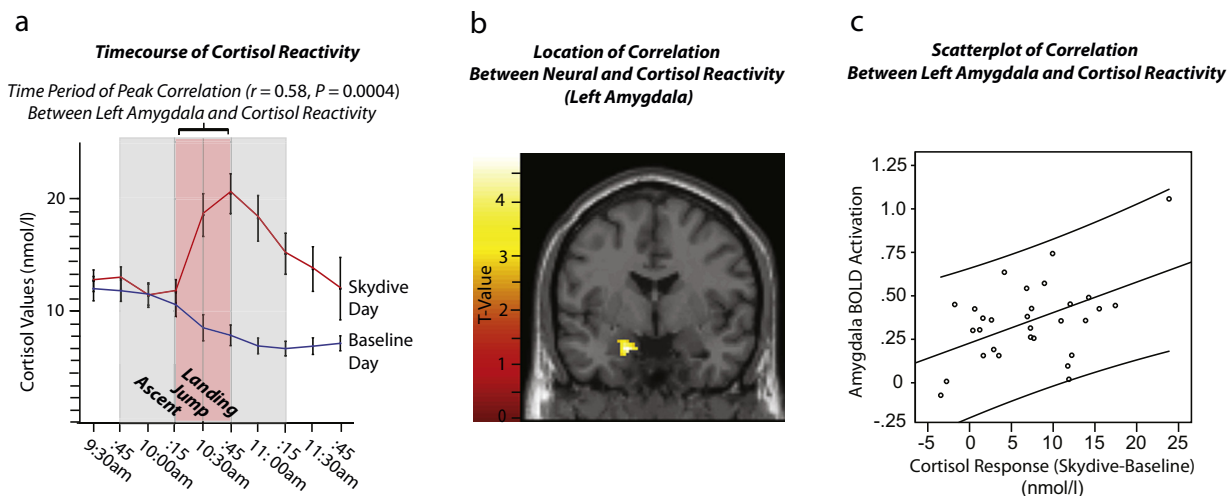 a
Timecourse of Cortisol Reactivity
Time Period of Peak Correlation (r = 0.58, P = 0.0004)
Between Left Amygdala and Cortisol Reactivity
Cortisol Values (nmol/l)
20
10
Skydive
Day
Baseline
Day
Ascent
Jump
Landing
9:30am
:45
10:00am
:15
10:30am
:45
11:00am
:15
11:30am
:45
b
Location of Correlation
Between Neural and Cortisol Reactivity
(Left Amygdala)
T-Value
4
3
2
1
0
c
Scatterplot of Correlation
Between Left Amygdala and Cortisol Reactivity
Amygdala BOLD Activation
1.25
1.0
.75
.50
.25
0
-.25
-5
0
5
10
15
20
25
Cortisol Response (Skydive-Baseline)
(nmol/l)